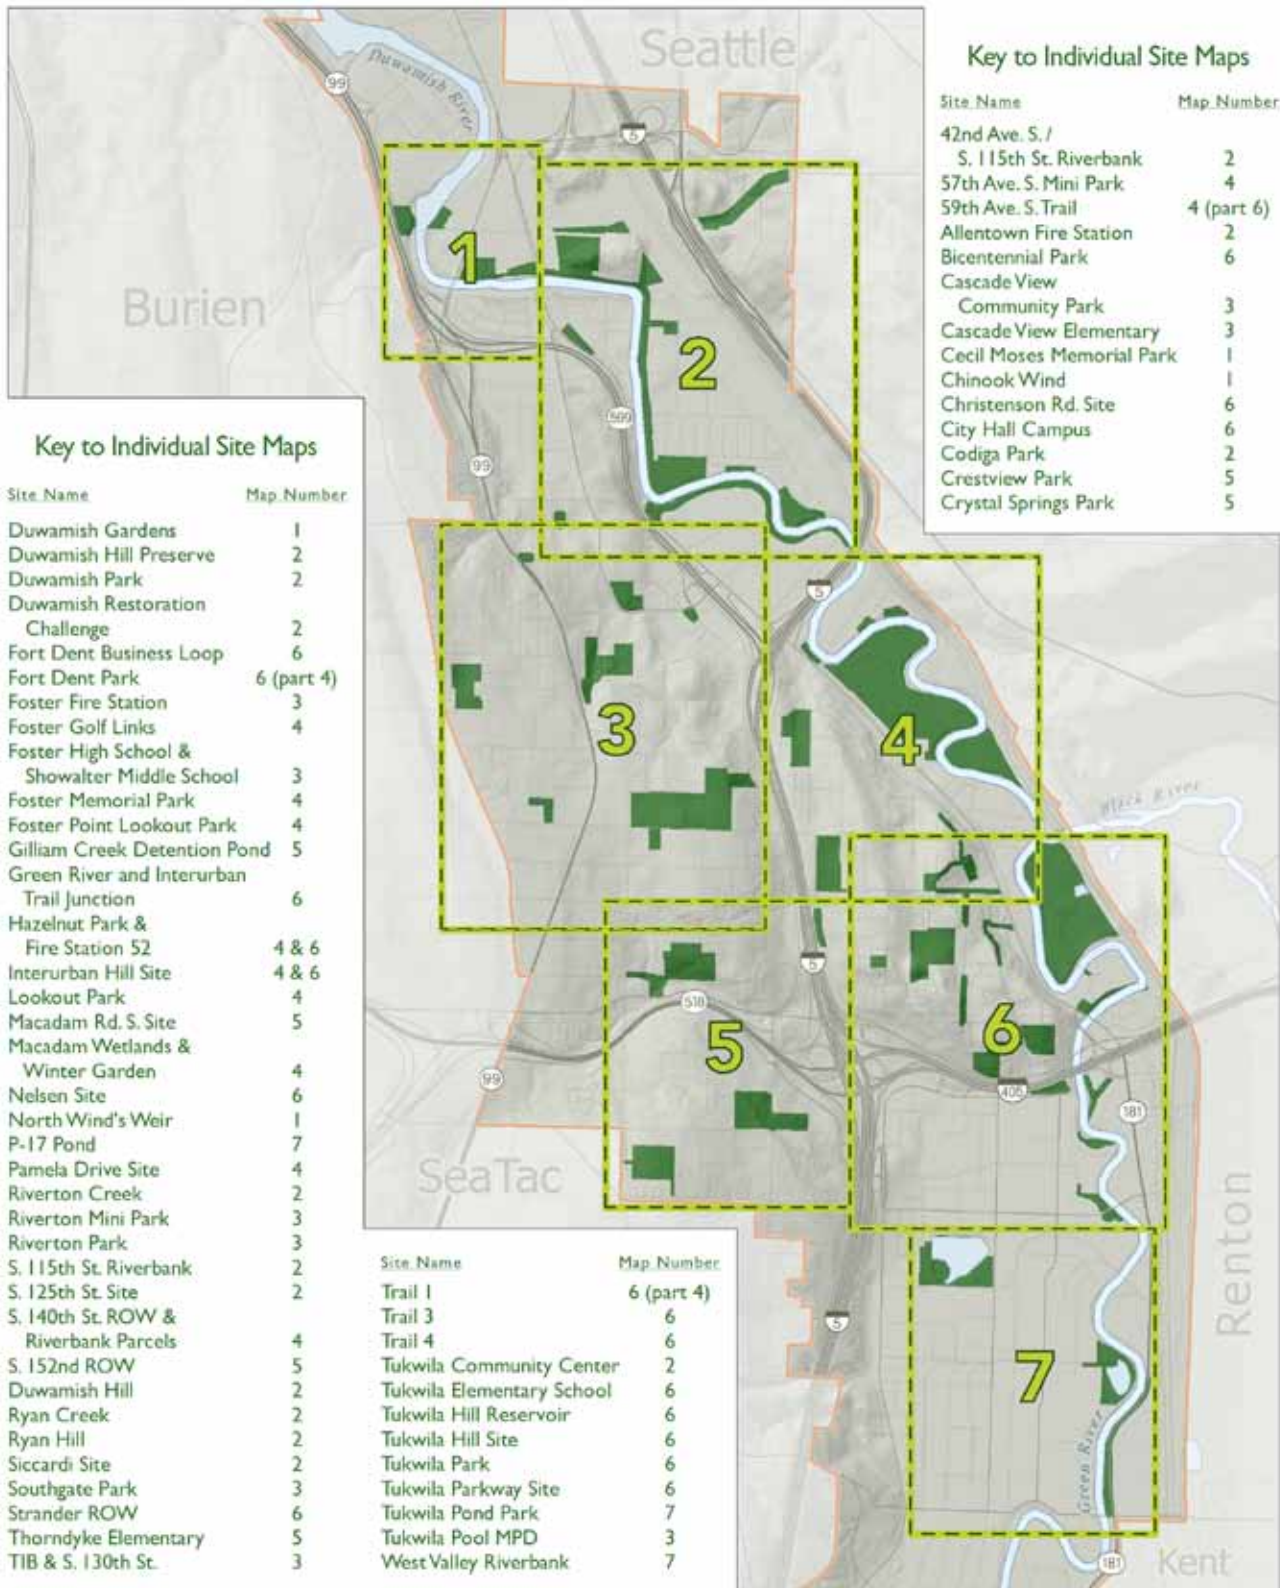 Seattle
Burien
SeaTac
Renton
Kent
Duwamish River
Black River
Green River
99
5
599
99
5
5
518
99
405
181
5
181
1
2
3
4
5
6
7
Key to Individual Site Maps
Site Name Map Number
42nd Ave. S. /
S. 115th St. Riverbank 2
57th Ave. S. Mini Park 4
59th Ave. S. Trail 4 (part 6)
Allentown Fire Station 2
Bicentennial Park 6
Cascade View
Community Park 3
Cascade View Elementary 3
Cecil Moses Memorial Park 1
Chinook Wind 1
Christenson Rd. Site 6
City Hall Campus 6
Codiga Park 2
Crestview Park 5
Crystal Springs Park 5
Key to Individual Site Maps
Site Name Map Number
Duwamish Gardens 1
Duwamish Hill Preserve 2
Duwamish Park 2
Duwamish Restoration
Challenge 2
Fort Dent Business Loop 6
Fort Dent Park 6 (part 4)
Foster Fire Station 3
Foster Golf Links 4
Foster High School &
Showalter Middle School 3
Foster Memorial Park 4
Foster Point Lookout Park 4
Gilliam Creek Detention Pond 5
Green River and Interurban
Trail Junction 6
Hazelnut Park &
Fire Station 52 4 & 6
Interurban Hill Site 4 & 6
Lookout Park 4
Macadam Rd. S. Site 5
Macadam Wetlands &
Winter Garden 4
Nelsen Site 6
North Wind's Weir 1
P-17 Pond 7
Pamela Drive Site 4
Riverton Creek 2
Riverton Mini Park 3
Riverton Park 3
S. 115th St. Riverbank 2
S. 125th St. Site 2
S. 140th St. ROW &
Riverbank Parcels 4
S. 152nd ROW 5
Duwamish Hill 2
Ryan Creek 2
Ryan Hill 2
Siccardi Site 2
Southgate Park 3
Strander ROW 6
Thorndyke Elementary 5
TIB & S. 130th St. 3
Site Name Map Number
Trail 1 6 (part 4)
Trail 3 6
Trail 4 6
Tukwila Community Center 2
Tukwila Elementary School 6
Tukwila Hill Reservoir 6
Tukwila Hill Site 6
Tukwila Park 6
Tukwila Parkway Site 6
Tukwila Pond Park 7
Tukwila Pool MPD 3
West Valley Riverbank 7